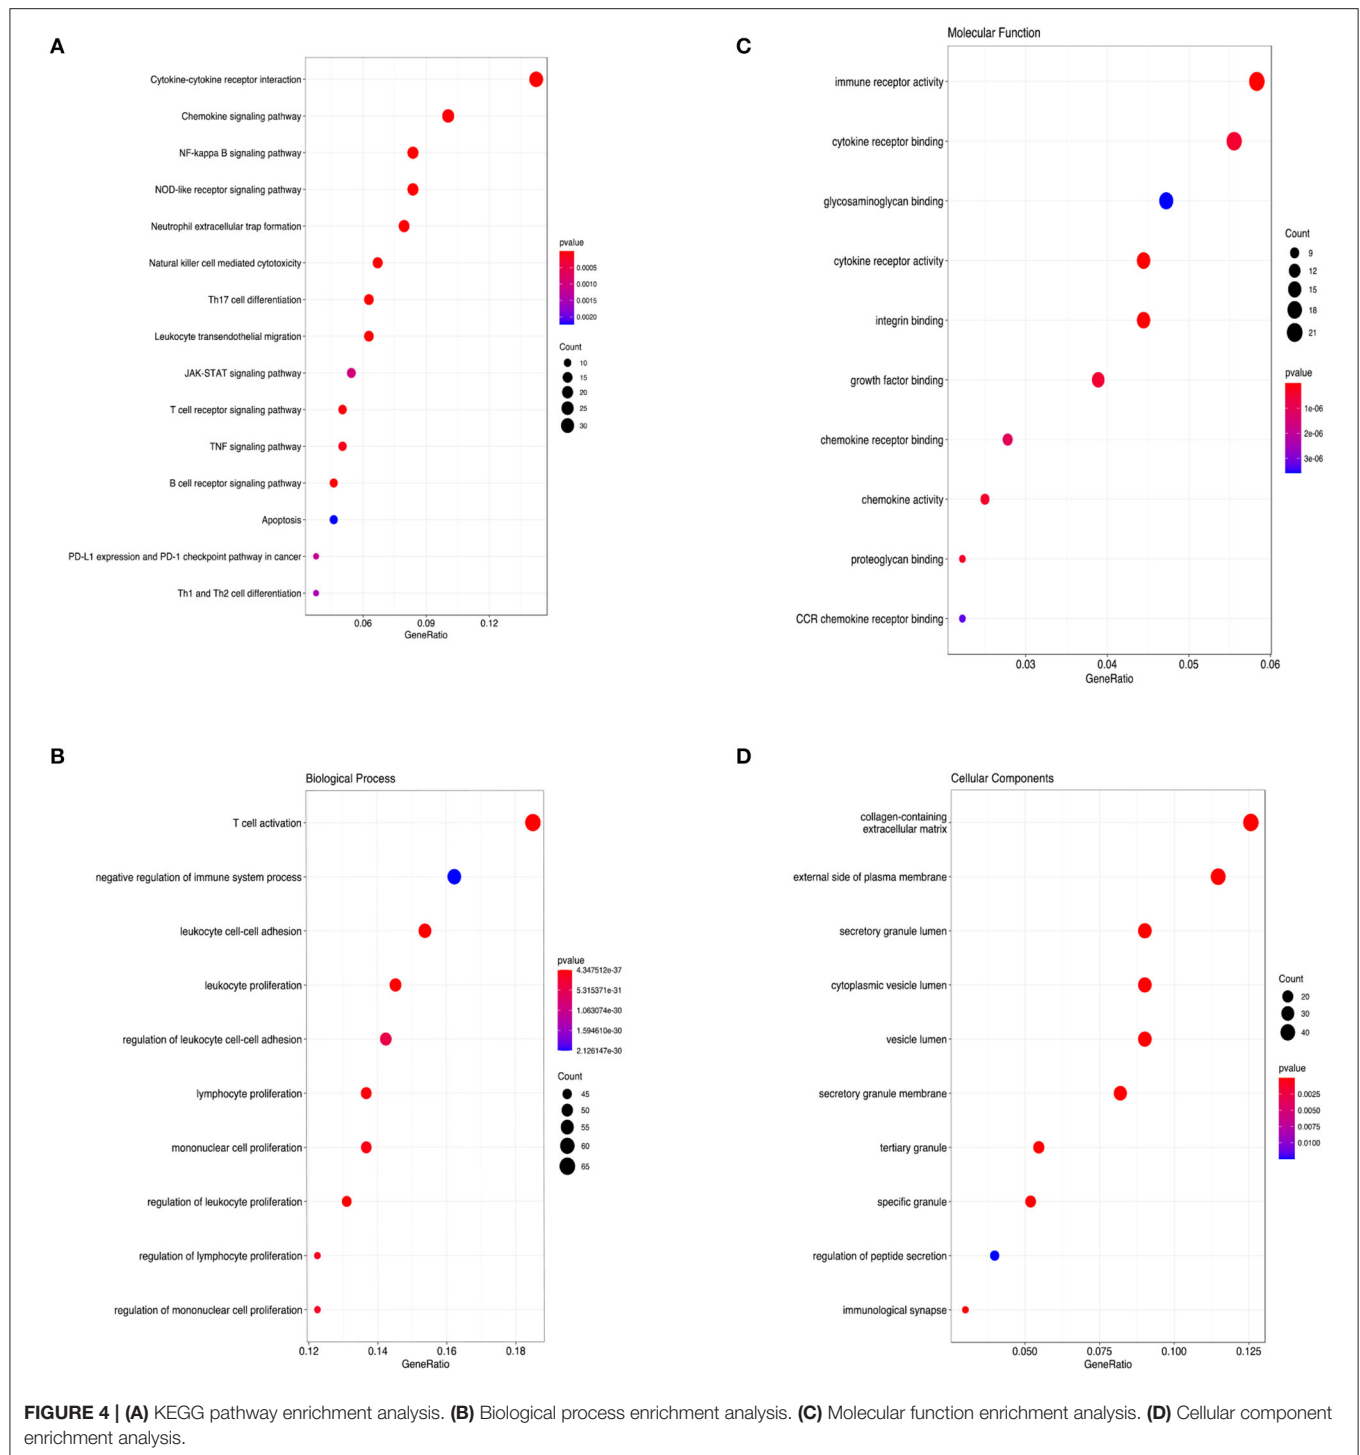 A
Cytokine-cytokine receptor interaction
Chemokine signaling pathway
NF-kappa B signaling pathway
NOD-like receptor signaling pathway
Neutrophil extracellular trap formation
Natural killer cell mediated cytotoxicity
Th17 cell differentiation
Leukocyte transendothelial migration
JAK-STAT signaling pathway
T cell receptor signaling pathway
TNF signaling pathway
B cell receptor signaling pathway
Apoptosis
PD-L1 expression and PD-1 checkpoint pathway in cancer
Th1 and Th2 cell differentiation
0.06 0.09 0.12
GeneRatio
pvalue
0.0005
0.0010
0.0015
0.0020
Count
10
15
20
25
30
C
Molecular Function
immune receptor activity
cytokine receptor binding
glycosaminoglycan binding
cytokine receptor activity
integrin binding
growth factor binding
chemokine receptor binding
chemokine activity
proteoglycan binding
CCR chemokine receptor binding
0.03 0.04 0.05 0.06
GeneRatio
Count
9
12
15
18
21
pvalue
1e-06
2e-06
3e-06
B
Biological Process
T cell activation
negative regulation of immune system process
leukocyte cell-cell adhesion
leukocyte proliferation
regulation of leukocyte cell-cell adhesion
lymphocyte proliferation
mononuclear cell proliferation
regulation of leukocyte proliferation
regulation of lymphocyte proliferation
regulation of mononuclear cell proliferation
0.12 0.14 0.16 0.18
GeneRatio
pvalue
4.347512e-37
5.315371e-31
1.063074e-30
1.594610e-30
2.126147e-30
Count
45
50
55
60
65
D
Cellular Components
collagen-containing
extracellular matrix
external side of plasma membrane
secretory granule lumen
cytoplasmic vesicle lumen
vesicle lumen
secretory granule membrane
tertiary granule
specific granule
regulation of peptide secretion
immunological synapse
0.050 0.075 0.100 0.125
GeneRatio
Count
20
30
40
pvalue
0.0025
0.0050
0.0075
0.0100
FIGURE 4 | (A) KEGG pathway enrichment analysis. (B) Biological process enrichment analysis. (C) Molecular function enrichment analysis. (D) Cellular component
enrichment analysis.